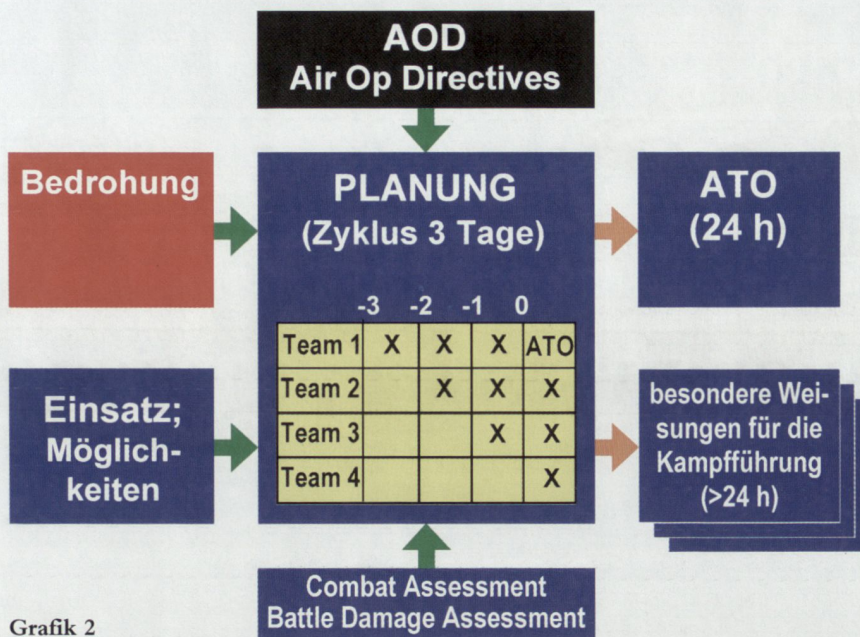 AOD
Air Op Directives
Bedrohung
PLANUNG
(Zyklus 3 Tage)
ATO
(24 h)
-3 -2 -1 0
Team 1 X X X ATO
Team 2 X X X
Team 3 X X
Team 4 X
Einsatz;
Möglich-
keiten
besondere Wei-
sungen für die
Kampfführung
(>24 h)
Combat Assessment
Battle Damage Assessment
Grafik 2